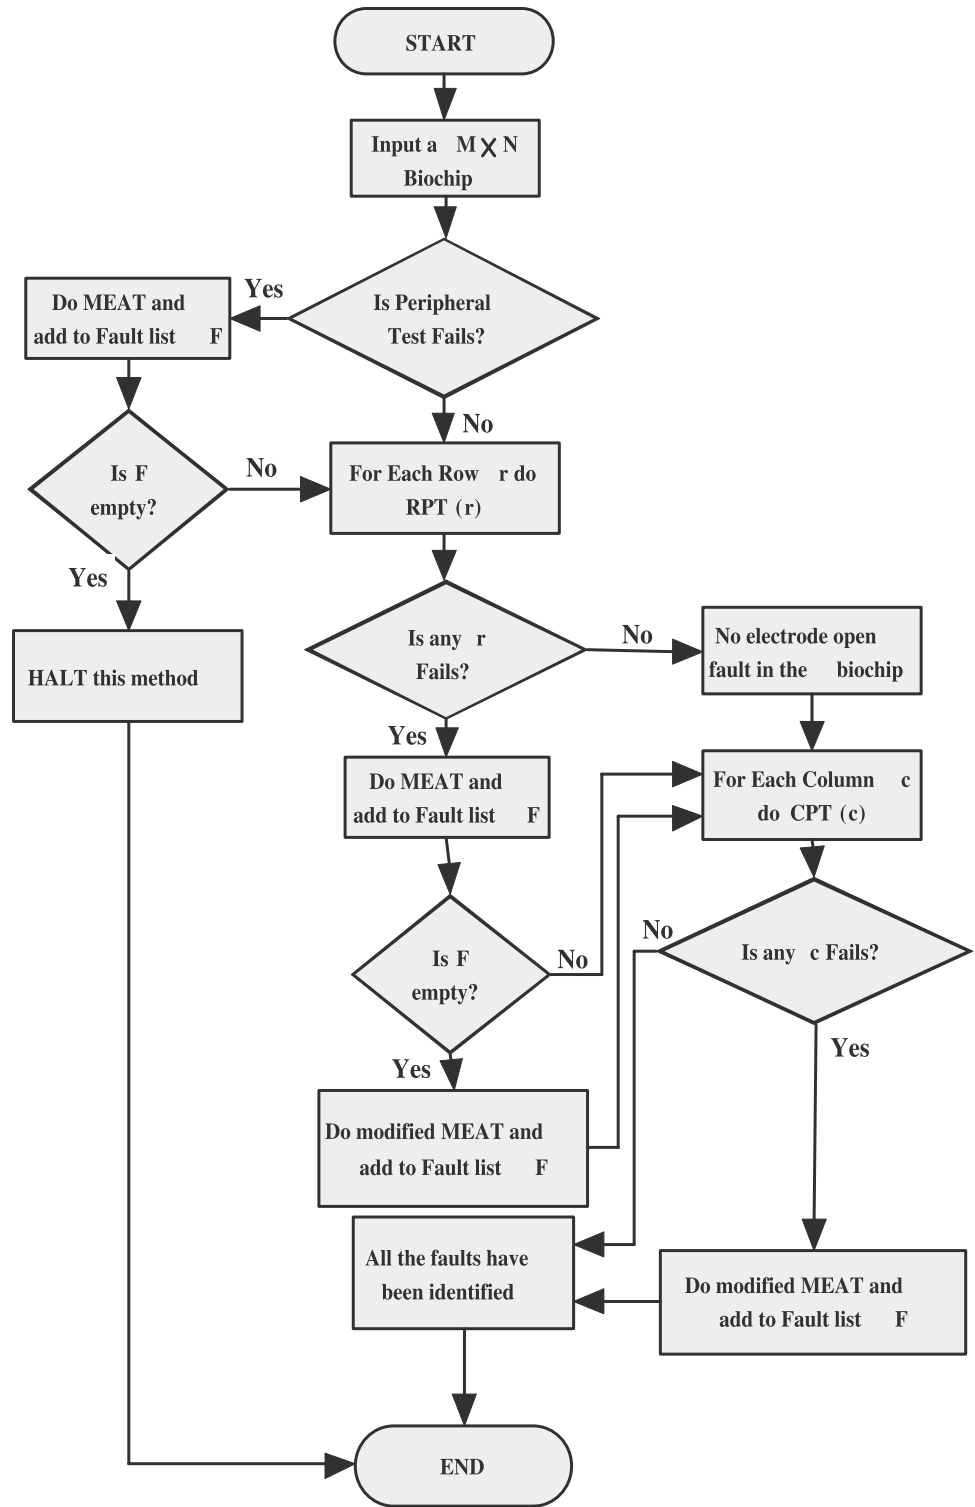 START
Input a M X N
Biochip
Is Peripheral
Test Fails?
Yes
Do MEAT and
add to Fault list F
No
Is F
empty?
No
For Each Row r do
RPT (r)
Yes
HALT this method
Is any r
Fails?
No
No electrode open
fault in the biochip
Yes
Do MEAT and
add to Fault list F
For Each Column c
do CPT (c)
Is F
empty?
No
No
Is any c Fails?
Yes
Yes
Do modified MEAT and
add to Fault list F
All the faults have
been identified
Do modified MEAT and
add to Fault list F
END